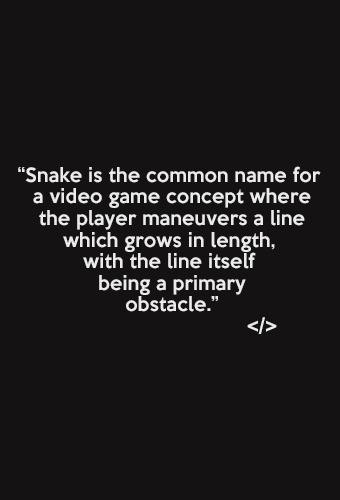 “Snake is the common name for
a video game concept where
the player maneuvers a line
which grows in length,
with the line itself
being a primary
obstacle.”
</>